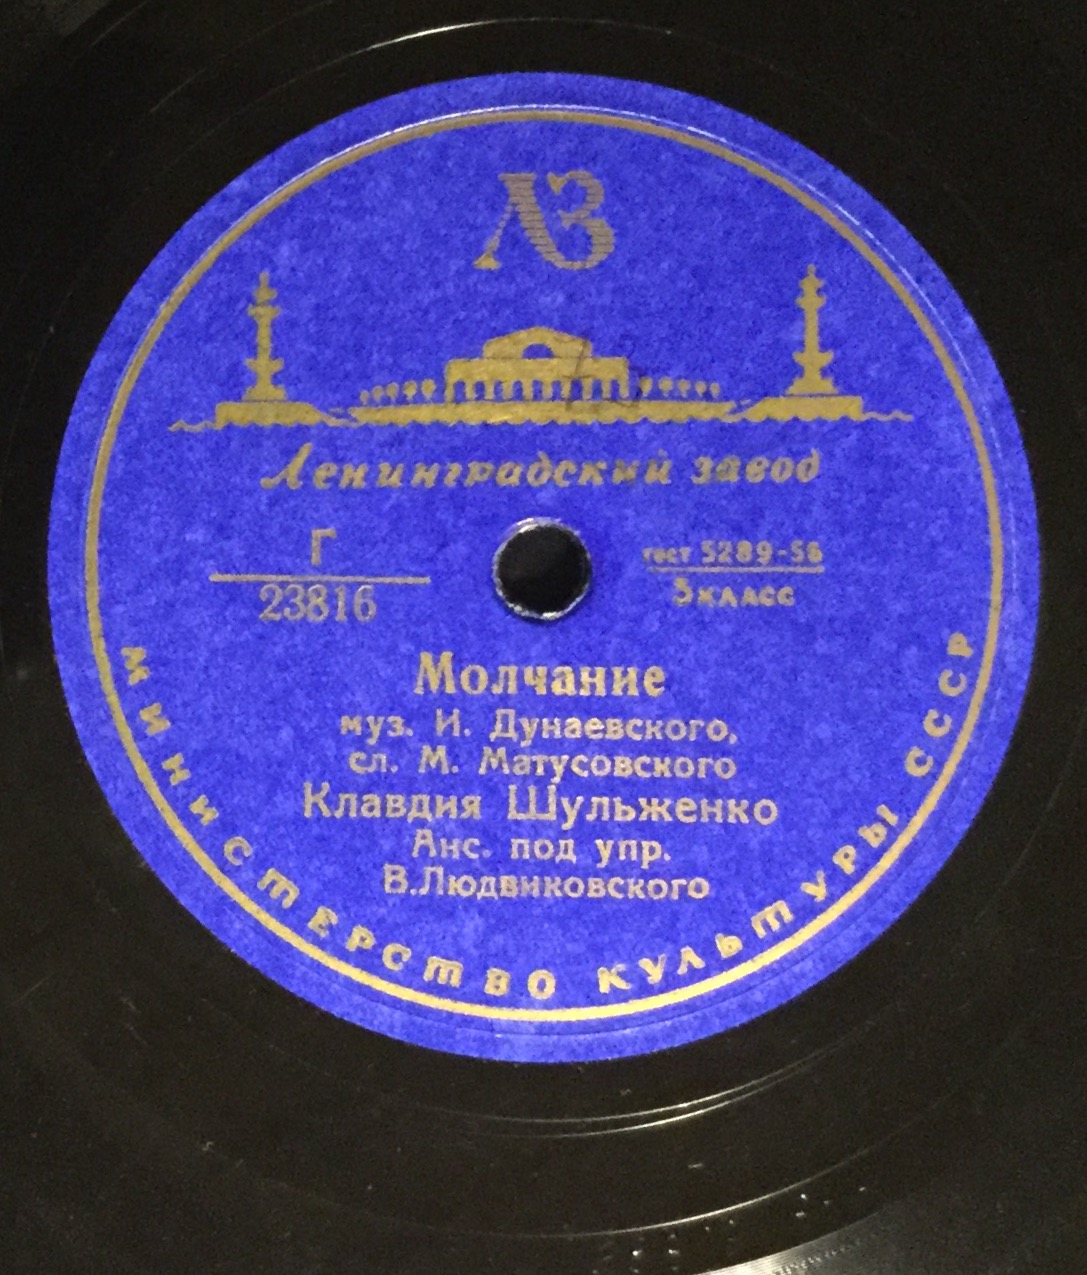 ЛЗ
Ленинградский завод
Г
23816
гост 5289-56
3 класс
Молчание
муз. И. Дунаевского,
сл. М. Матусовского
Клавдия Шульженко
Анс. под упр.
В.Людвиковского
МИНИСТЕРСТВО КУЛЬТУРЫ СССР